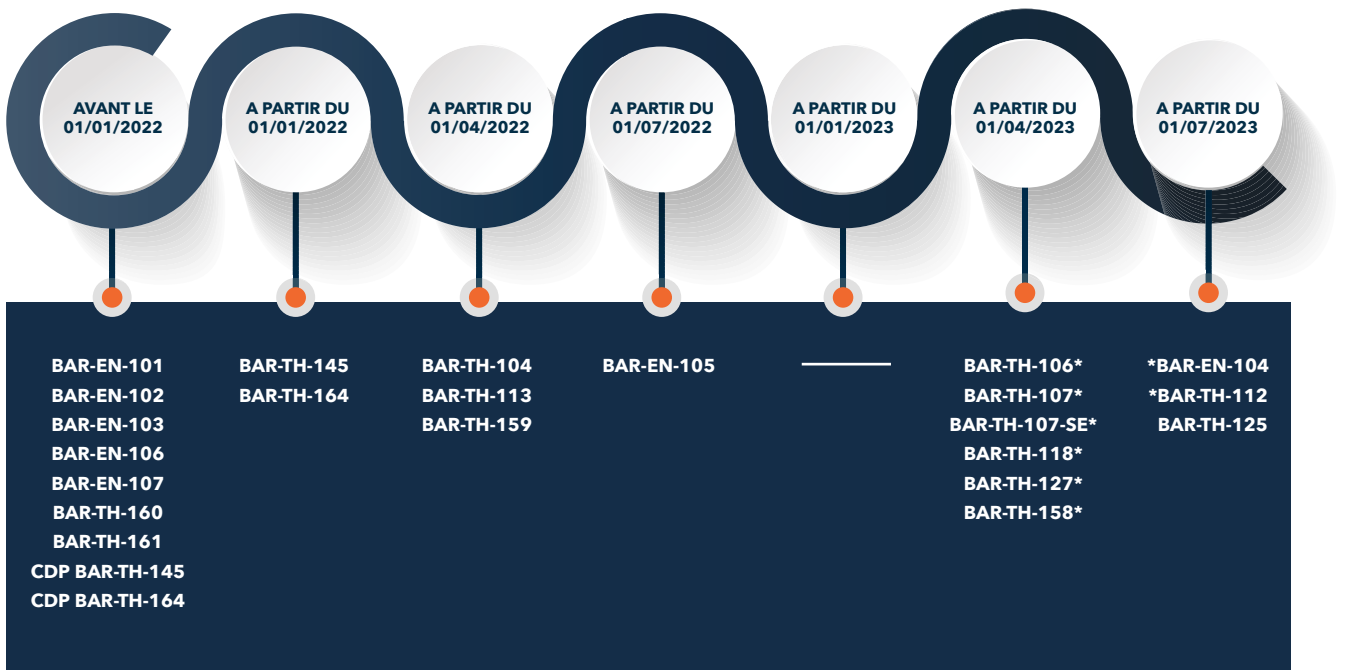 AVANT LE
01/01/2022
A PARTIR DU
01/01/2022
A PARTIR DU
01/04/2022
A PARTIR DU
01/07/2022
A PARTIR DU
01/01/2023
A PARTIR DU
01/04/2023
A PARTIR DU
01/07/2023
BAR-EN-101
BAR-EN-102
BAR-EN-103
BAR-EN-106
BAR-EN-107
BAR-TH-160
BAR-TH-161
CDP BAR-TH-145
CDP BAR-TH-164
BAR-TH-145
BAR-TH-164
BAR-TH-104
BAR-TH-113
BAR-TH-159
BAR-EN-105
BAR-TH-106*
BAR-TH-107*
BAR-TH-107-SE*
BAR-TH-118*
BAR-TH-127*
BAR-TH-158*
*BAR-EN-104
*BAR-TH-112
BAR-TH-125